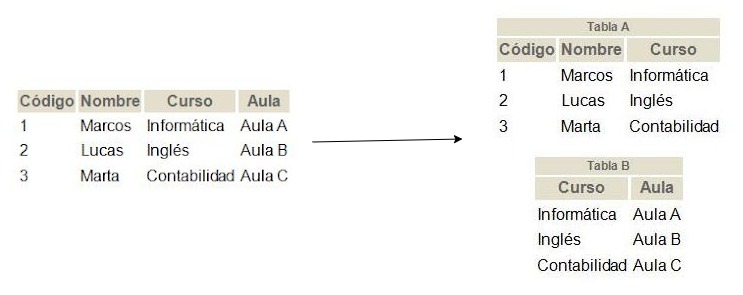 Código Nombre Curso Aula
1 Marcos Informática Aula A
2 Lucas Inglés Aula B
3 Marta Contabilidad Aula C
Tabla A
Código Nombre Curso
1 Marcos Informática
2 Lucas Inglés
3 Marta Contabilidad
Tabla B
Curso Aula
Informática Aula A
Inglés Aula B
Contabilidad Aula C